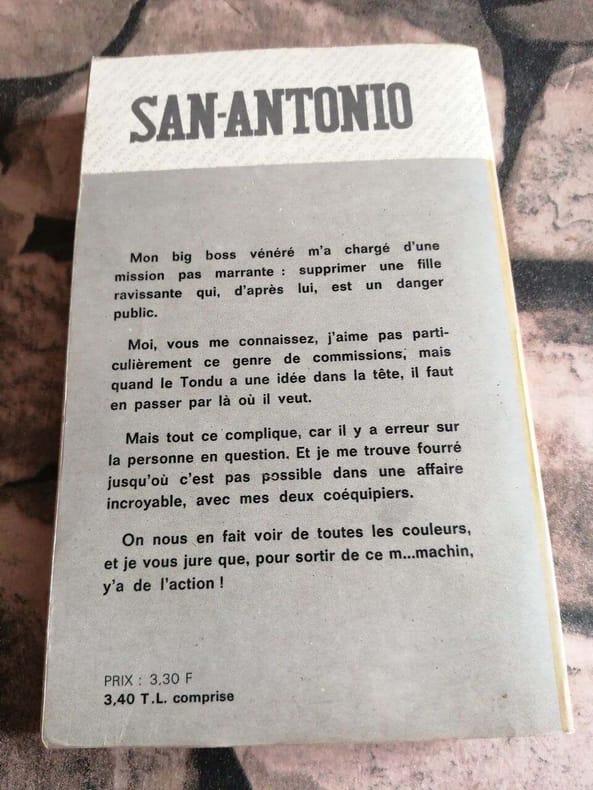 SAN-ANTONIO
Mon big boss vénéré m'a chargé d'une
mission pas marrante : supprimer une fille
ravissante qui, d'après lui, est un danger
public.
Moi, vous me connaissez, j'aime pas parti-
culièrement ce genre de commissions, mais
quand le Tondu a une idée dans la tête, il faut
en passer par là où il veut.
Mais tout ce complique, car il y a erreur sur
la personne en question. Et je me trouve fourré
jusqu'où c'est pas possible dans une affaire
incroyable, avec mes deux coéquipiers.
On nous en fait voir de toutes les couleurs,
et je vous jure que, pour sortir de ce m...machin,
y'a de l'action !
PRIX : 3,30 F
3,40 T.L. comprise